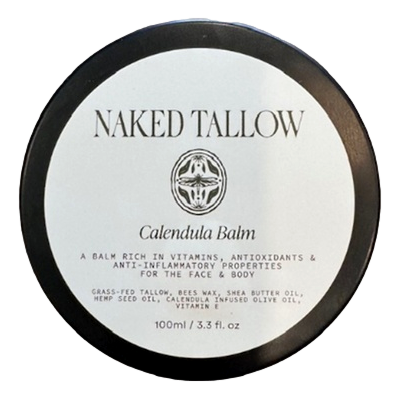 NAKED TALLOW
Calendula Balm
A BALM RICH IN VITAMINS, ANTIOXIDANTS &
ANTI-INFLAMMATORY PROPERTIES
FOR THE FACE & BODY
GRASS-FED TALLOW, BEES WAX, SHEA BUTTER OIL,
HEMP SEED OIL, CALENDULA INFUSED OLIVE OIL,
VITAMIN E
100ml / 3.3 fl. oz